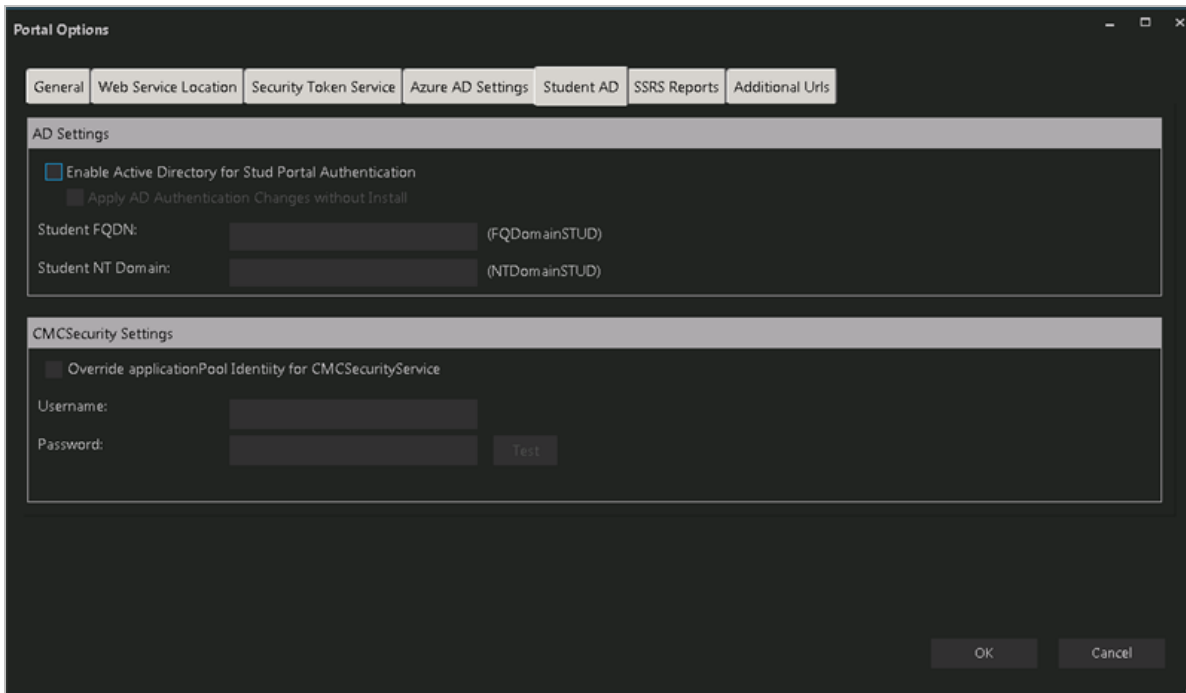 Portal Options
General Web Service Location Security Token Service Azure AD Settings Student AD SSRS Reports Additional Urls
AD Settings
Enable Active Directory for Stud Portal Authentication
Apply AD Authentication Changes without Install
Student FQDN: (FQDomainSTUD)
Student NT Domain: (NTDomainSTUD)
CMCSecurity Settings
Override applicationPool Identiity for CMCSecurityService
Username:
Password: Test
OK Cancel